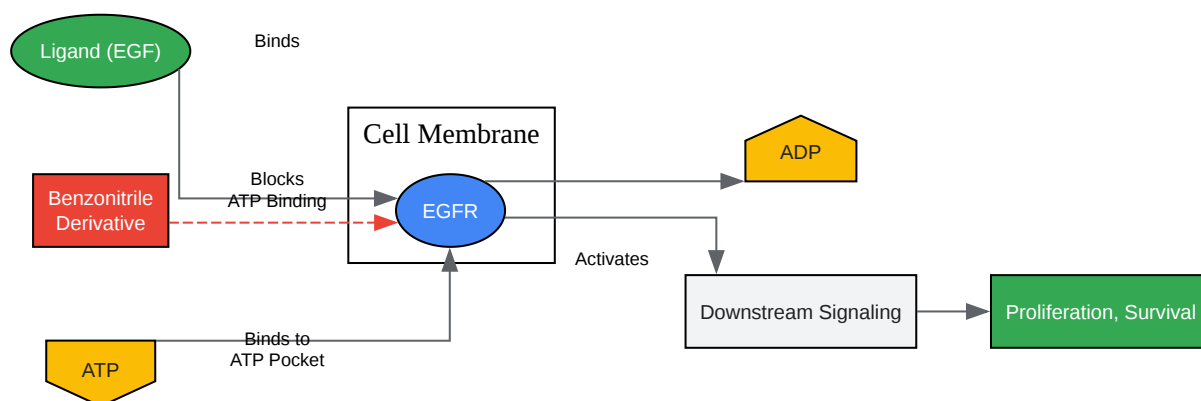 Ligand (EGF)
Binds
Cell Membrane
ADP
Blocks
ATP Binding
Benzonitrile
Derivative
EGFR
Activates
Downstream Signaling
Proliferation, Survival
Binds to
ATP Pocket
ATP